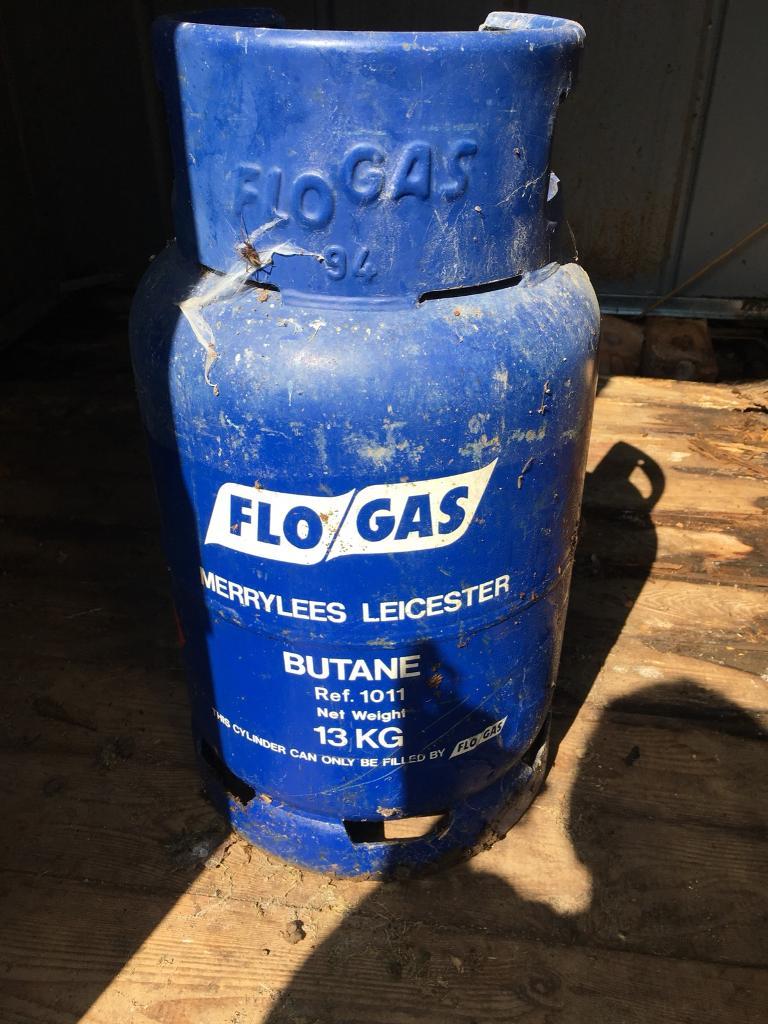 FLOGAS
94
FLO/GAS
MERRYLEES LEICESTER
BUTANE
Ref. 1011
Net Weight
13 KG
THIS CYLINDER CAN ONLY BE FILLED BY FLO/GAS